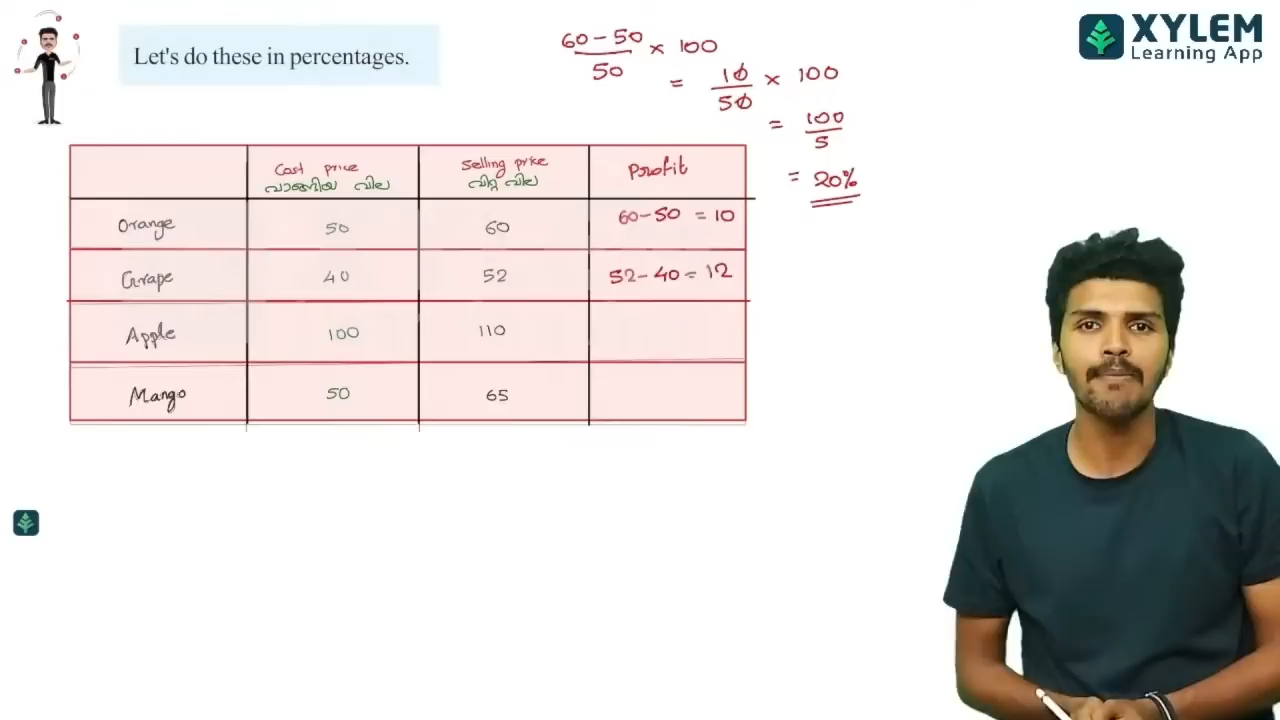 Let's do these in percentages.
60 - 50 / 50 × 100
= 10 / 50 × 100
= 100 / 5
= 20%
XYLEM
Learning App
Cost price
വാങ്ങിയ വില
Selling price
വിറ്റ വില
Profit
Orange 50 60 60-50 = 10
Grape 40 52 52-40 = 12
Apple 100 110
Mango 50 65